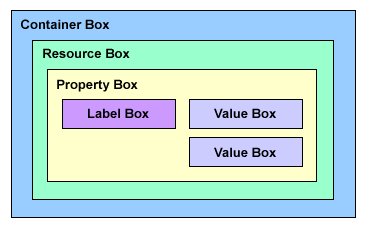 Container Box
Resource Box
Property Box
Label Box Value Box
Value Box